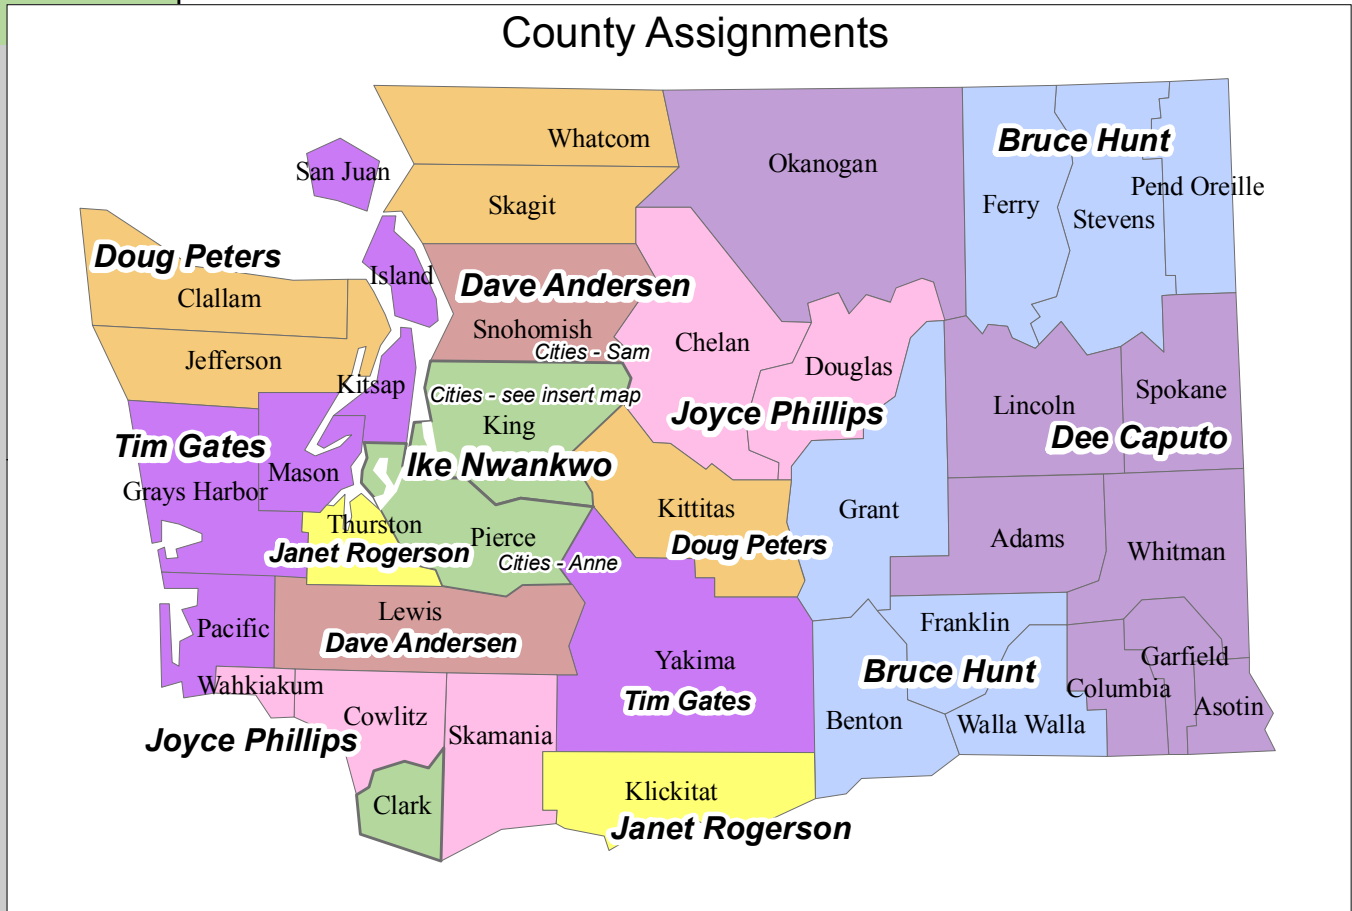 County Assignments
Whatcom
Okanogan
Bruce Hunt
San Juan
Skagit
Ferry
Stevens
Pend Oreille
Doug Peters
Clallam
Island
Dave Andersen
Snohomish
Cities - Sam
Chelan
Douglas
Jefferson
Kitsap
Cities - see insert map
King
Joyce Phillips
Lincoln
Spokane
Dee Caputo
Tim Gates
Grays Harbor
Mason
Ike Nwankwo
Kittitas
Doug Peters
Grant
Thurston
Janet Rogerson
Pierce
Cities - Anne
Adams
Whitman
Pacific
Lewis
Dave Andersen
Yakima
Tim Gates
Franklin
Bruce Hunt
Garfield
Columbia
Asotin
Wahkiakum
Cowlitz
Skamania
Joyce Phillips
Benton
Walla Walla
Clark
Klickitat
Janet Rogerson